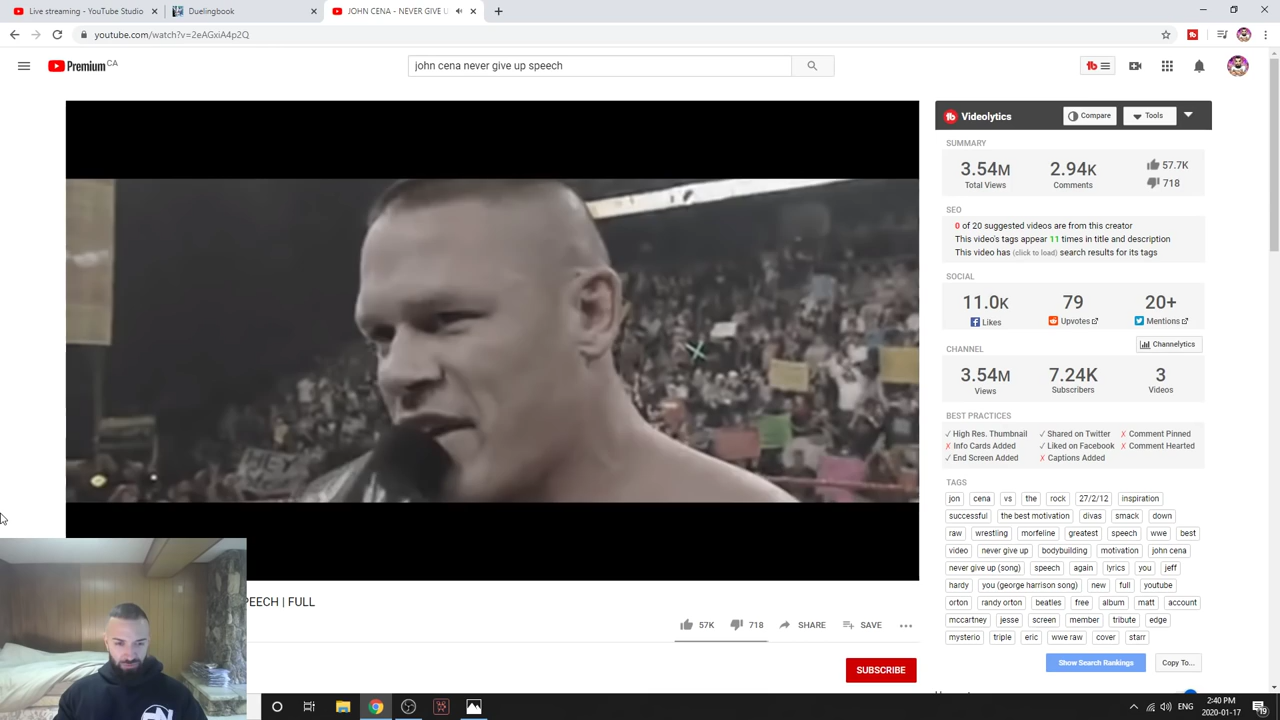 Live streaming - YouTube Studio
Duelingbook
JOHN CENA - NEVER GIVE U
youtube.com/watch?v=2eAGxiA4p2Q
Premium CA
john cena never give up speech
Videolytics
Compare
Tools
SUMMARY
3.54M 2.94K 57.7K
Total Views Comments 718
SEO
0 of 20 suggested videos are from this creator
This video's tags appear 11 times in title and description
This video has (click to load) search results for its tags
SOCIAL
11.0K 79 20+
Likes Upvotes Mentions
Channelytics
CHANNEL
3.54M 7.24K 3
Views Subscribers Videos
BEST PRACTICES
✓ High Res. Thumbnail ✓ Shared on Twitter ✗ Comment Pinned
✗ Info Cards Added ✓ Liked on Facebook ✗ Comment Hearted
✓ End Screen Added ✗ Captions Added
TAGS
jon cena vs the rock 27/2/12 inspiration
successful the best motivation divas smack down
raw wrestling morfeline greatest speech wwe best
video never give up bodybuilding motivation john cena
never give up (song) speech again lyrics you jeff
hardy you (george harrison song) new full youtube
orton randy orton beatles free album matt account
mccartney jesse screen member tribute edge
mysterio triple eric wwe raw cover starr
Show Search Rankings Copy To...
PEECH | FULL
57K 718 SHARE SAVE
SUBSCRIBE
ENG
2:40 PM
2020-01-17
19